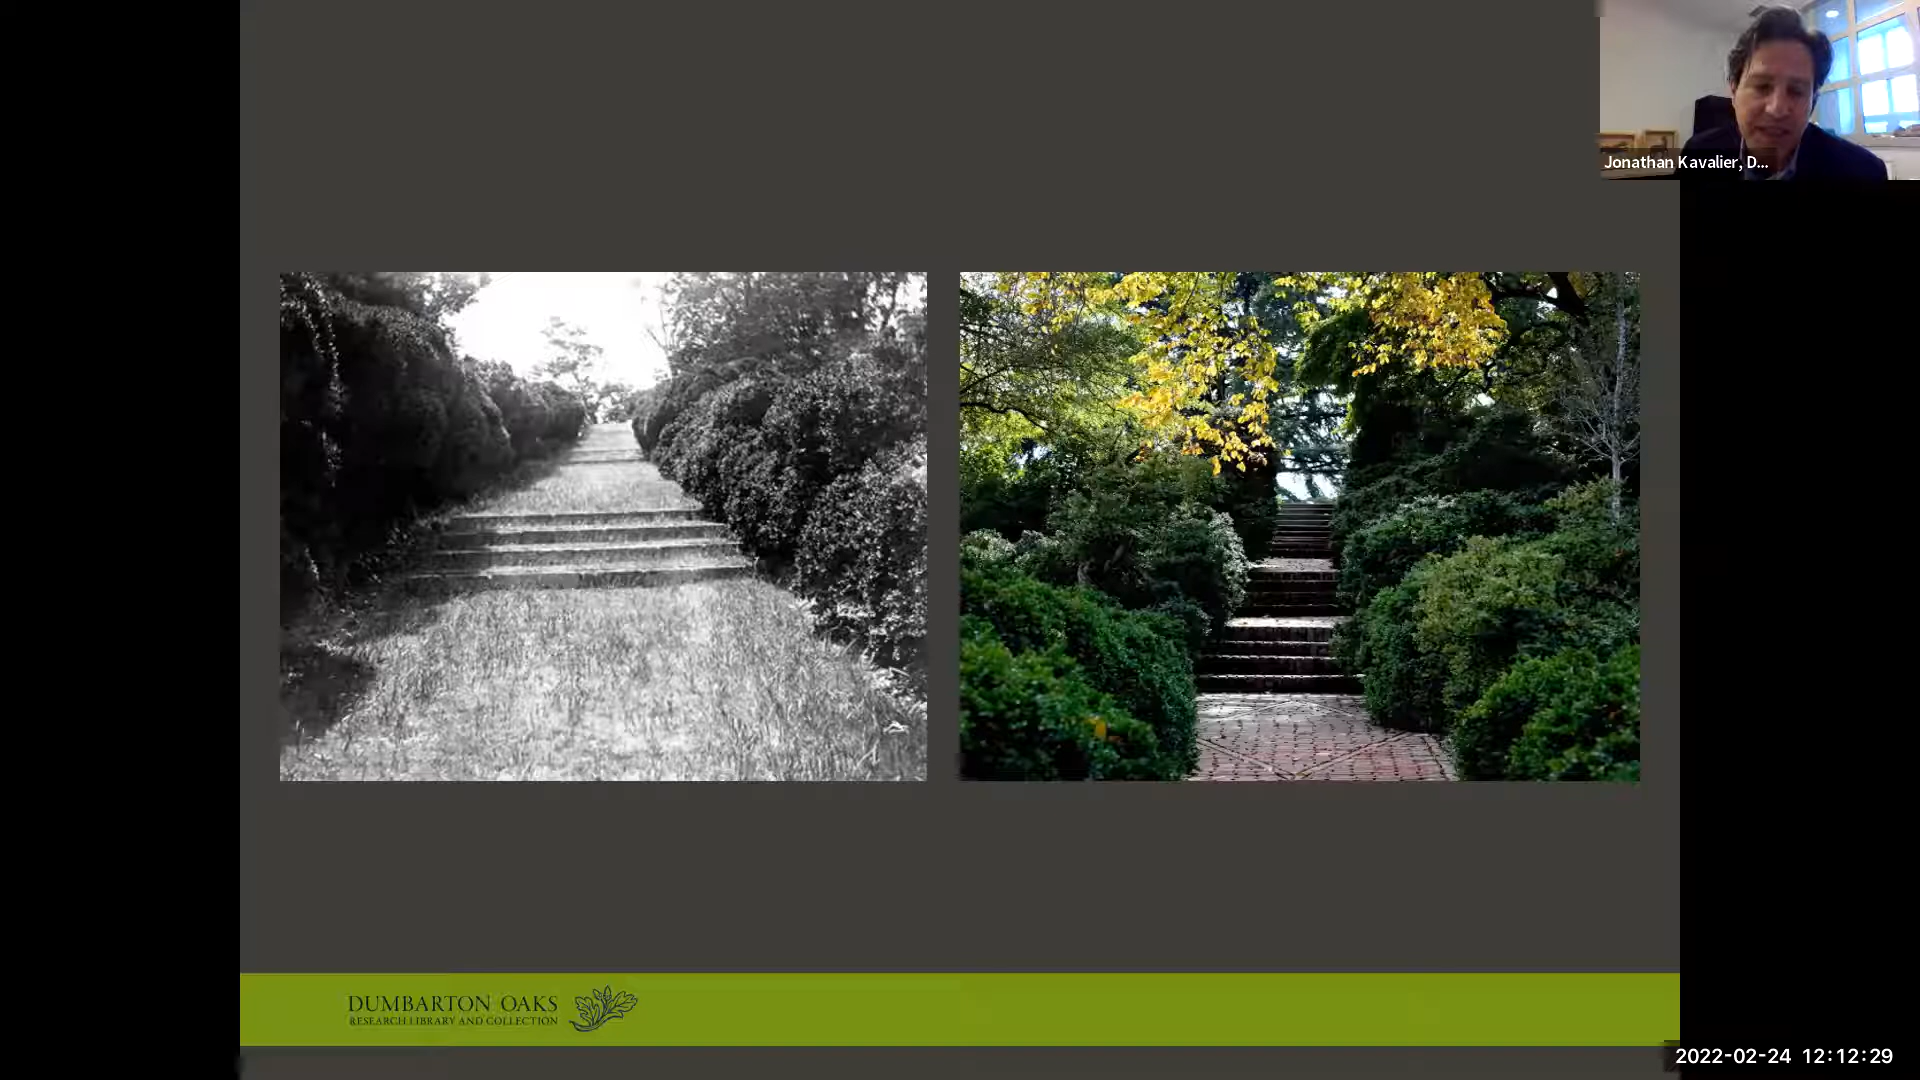 Jonathan Kavalier, D...
DUMBARTON OAKS
RESEARCH LIBRARY AND COLLECTION
2022-02-24 12:12:29